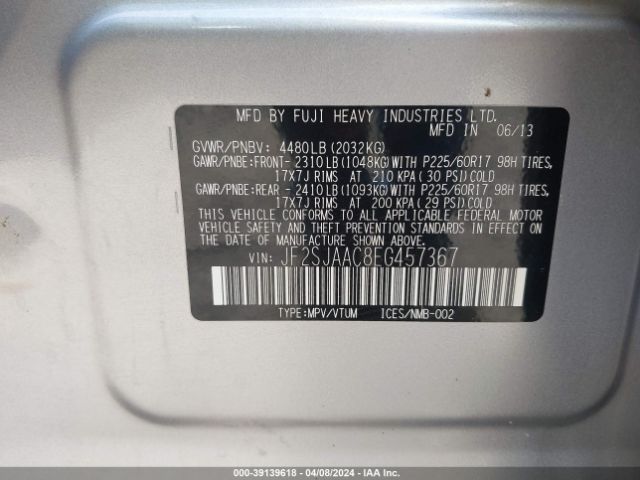 MFD BY FUJI HEAVY INDUSTRIES LTD.
MFD IN 06/13
GVWR/PNBV: 4480LB(2032KG)
GAWR/PNBE:FRONT- 2310LB(1048KG)WITH P225/60R17 98H TIRES,
17X7J RIMS AT 210 KPA(30 PSI)COLD
GAWR/PNBE:REAR - 2410LB(1093KG)WITH P225/60R17 98H TIRES,
17X7J RIMS AT 200 KPA(29 PSI)COLD
THIS VEHICLE CONFORMS TO ALL APPLICABLE FEDERAL MOTOR
VEHICLE SAFETY, AND THEFT PREVENTION STANDARDS IN EFFECT ON
THE DATE OF MANUFACTURE SHOWN ABOVE.
VIN: JF2SJAAC8EG457367
TYPE:MPV/VTUM ICES/NMB-002
000-39139618 - 04/08/2024 - IAA Inc.